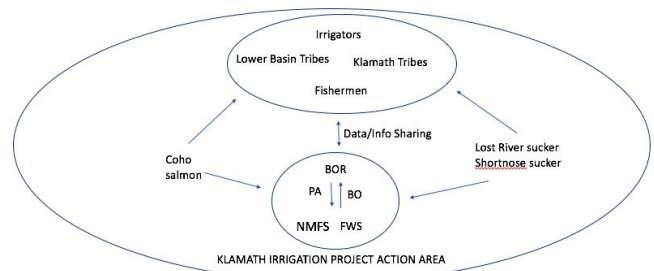 Irrigators
Lower Basin Tribes
Klamath Tribes
Fishermen
Data/Info Sharing
Coho
salmon
Lost River sucker
Shortnose sucker
BOR
PA
BO
NMFS
FWS
KLAMATH IRRIGATION PROJECT ACTION AREA